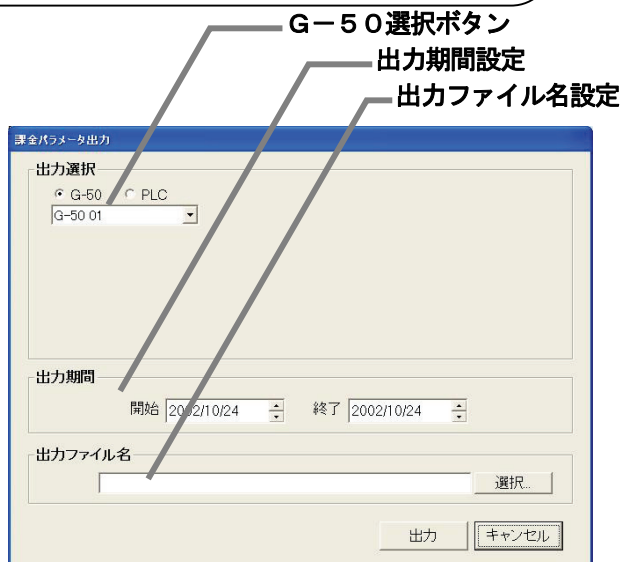 G－50選択ボタン
出力期間設定
出力ファイル名設定
課金パラメータ出力
出力選択
G-50 PLC
G-50 01
出力期間
開始 2002/10/24 終了 2002/10/24
出力ファイル名
選択...
出力 キャンセル